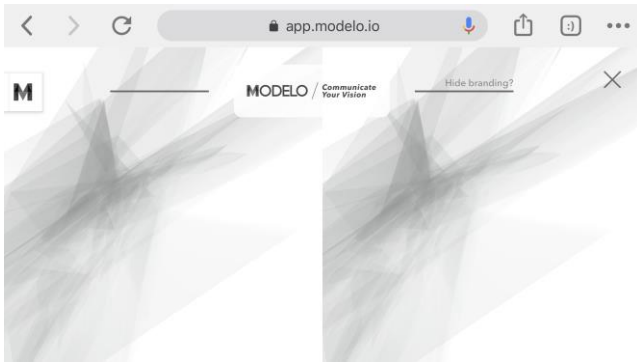 app.modelo.io
:)
M
MODELO / Communicate
Your Vision
Hide branding?